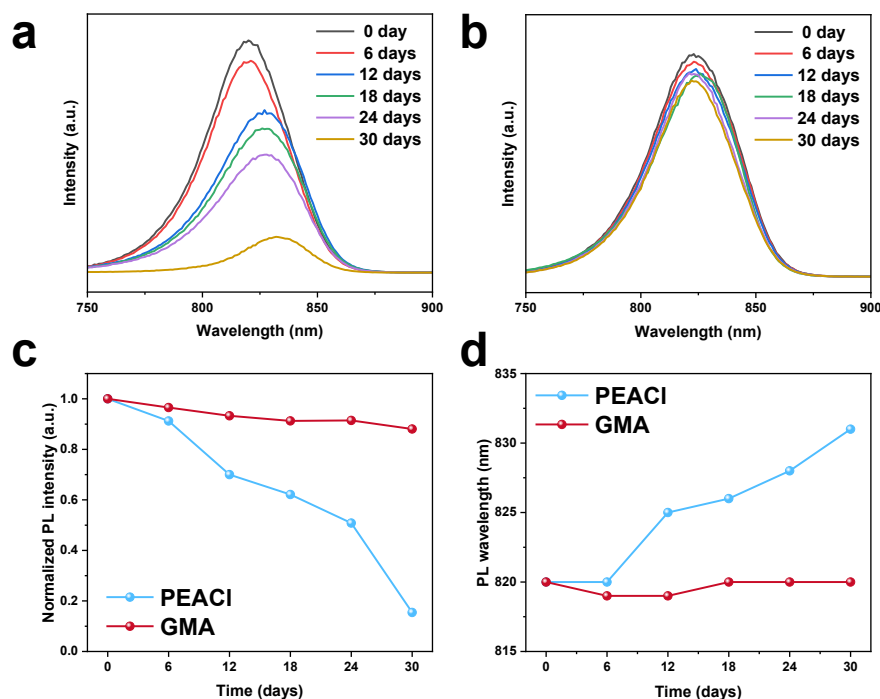 a
0 day
6 days
12 days
18 days
24 days
30 days
Intensity (a.u.)
750 800 850 900
Wavelength (nm)
b
0 day
6 days
12 days
18 days
24 days
30 days
Intensity (a.u.)
750 800 850 900
Wavelength (nm)
c
Normalized PL intensity (a.u.)
1.0
0.8
0.6
0.4
0.2
0.0
PEACl
GMA
0 6 12 18 24 30
Time (days)
d
PL wavelength (nm)
835
830
825
820
815
PEACl
GMA
0 6 12 18 24 30
Time (days)